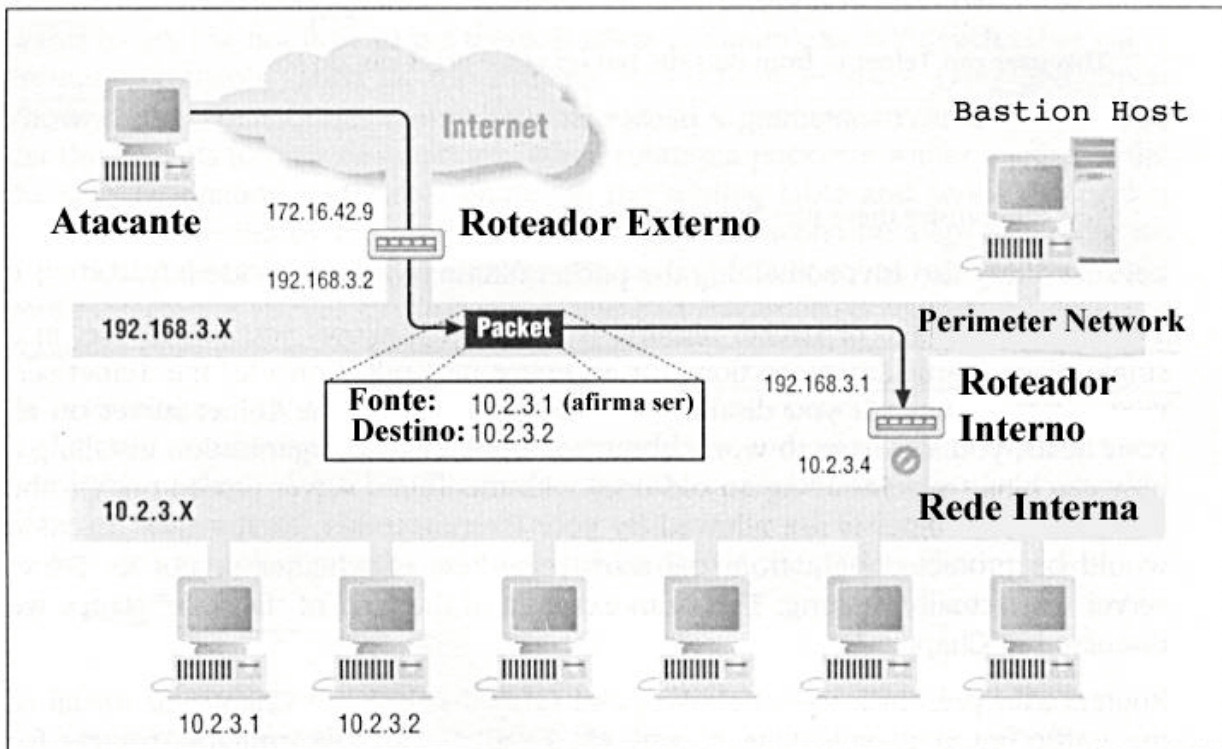 Internet
Bastion Host
Atacante
172.16.42.9
Roteador Externo
192.168.3.2
192.168.3.X
Packet
Perimeter Network
Fonte: 10.2.3.1 (afirma ser)
Destino: 10.2.3.2
192.168.3.1
Roteador
Interno
10.2.3.4
Rede Interna
10.2.3.X
10.2.3.1
10.2.3.2